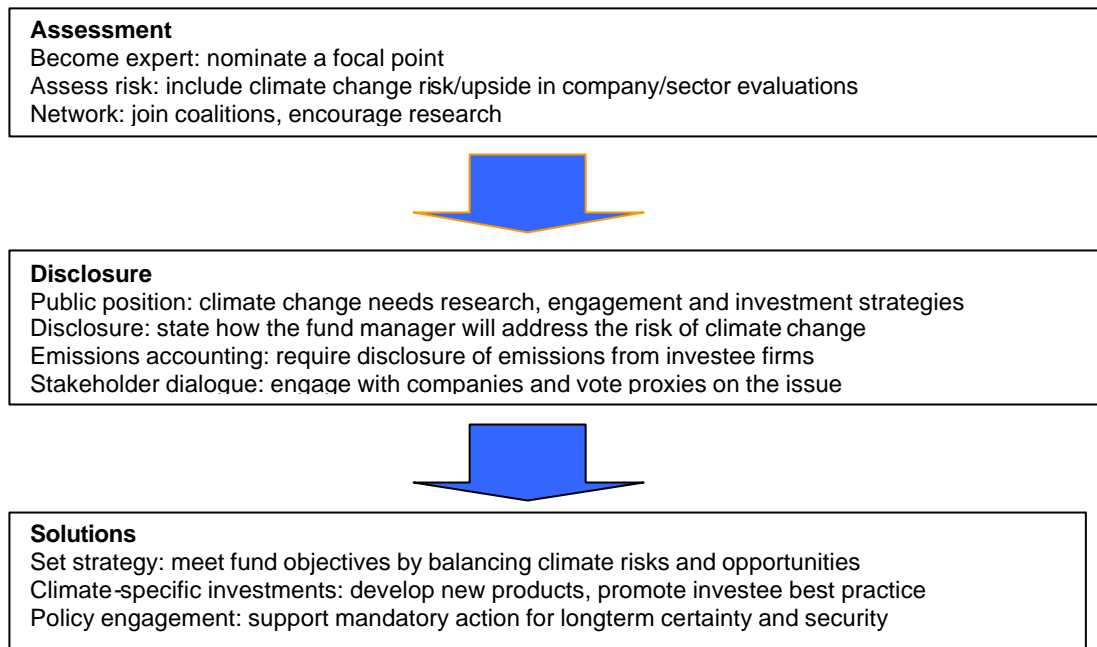 Assessment
Become expert: nominate a focal point
Assess risk: include climate change risk/upside in company/sector evaluations
Network: join coalitions, encourage research
Disclosure
Public position: climate change needs research, engagement and investment strategies
Disclosure: state how the fund manager will address the risk of climate change
Emissions accounting: require disclosure of emissions from investee firms
Stakeholder dialogue: engage with companies and vote proxies on the issue
Solutions
Set strategy: meet fund objectives by balancing climate risks and opportunities
Climate-specific investments: develop new products, promote investee best practice
Policy engagement: support mandatory action for longterm certainty and security